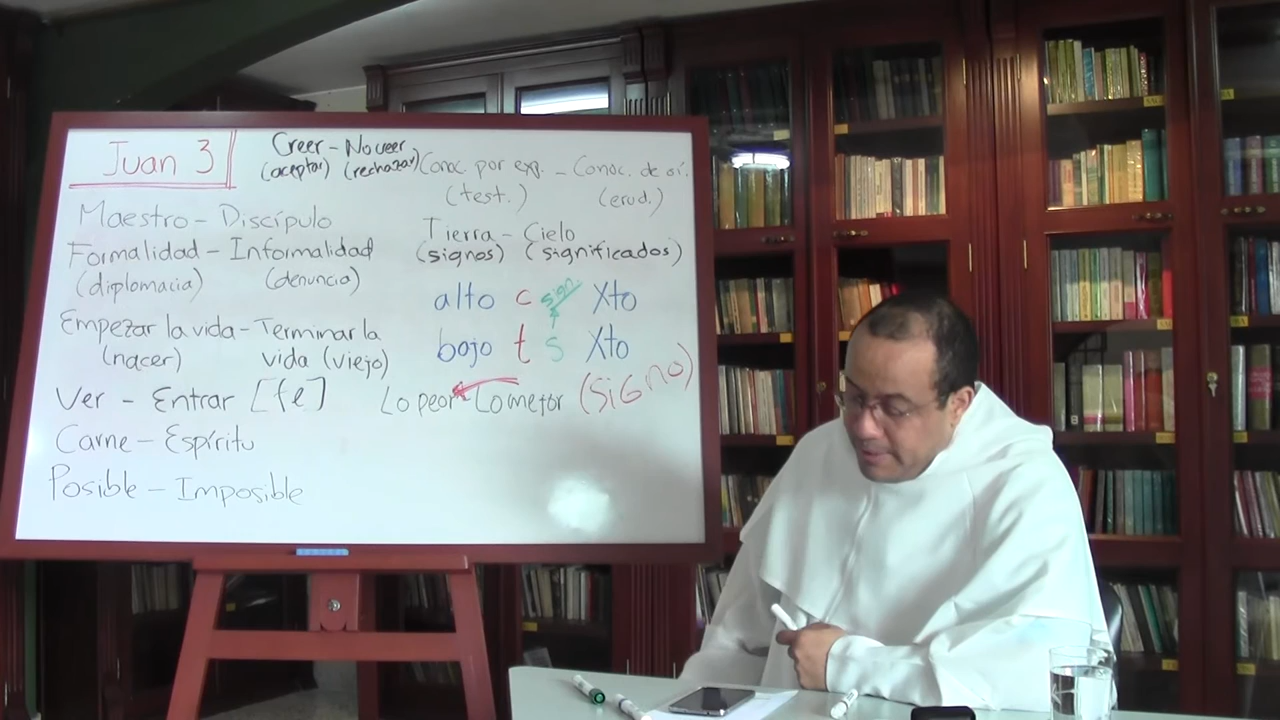 Juan 3
Creer - No creer
(aceptar) (rechazar)
Conoc. por exp. - Conoc. de oí.
(test.) (erud.)
Maestro - Discípulo
Formalidad - Informalidad
(diplomacia) (denuncia)
Empezar la vida - Terminar la
(nacer) vida (viejo)
Ver - Entrar [fe]
Carne - Espíritu
Posible - Imposible
Tierra - Cielo
(signos) (significados)
alto c sign. Xto
bajo t s Xto
Lo peor - Lo mejor (signo)